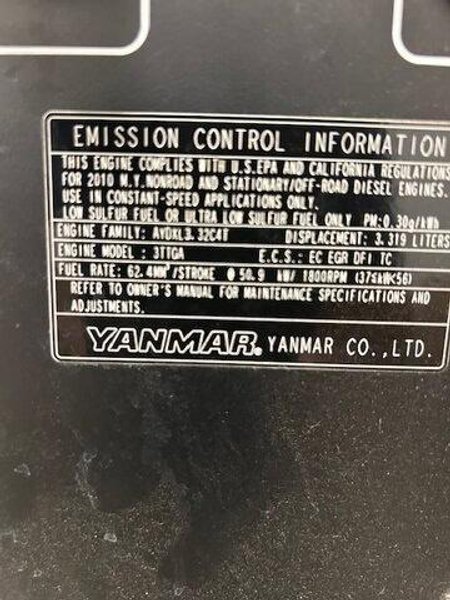 EMISSION CONTROL INFORMATION
THIS ENGINE COMPLIES WITH U.S.EPA AND CALIFORNIA REGULATIONS
FOR 2010 M.Y.NONROAD AND STATIONARY/OFF-ROAD DIESEL ENGINES.
USE IN CONSTANT-SPEED APPLICATIONS ONLY.
LOW SULFUR FUEL OR ULTRA LOW SULFUR FUEL ONLY PM:0.30g/kWh
ENGINE FAMILY: AYDXL3.32C4T DISPLACEMENT: 3.319 LITERS
ENGINE MODEL : E.C.S.: EC EGR DFI TC
FUEL RATE: 62.4MM³/STROKE @ 50.9 kW/ 1800RPM (37≤kW<56)
REFER TO OWNER'S MANUAL FOR MAINTENANCE SPECIFICATIONS AND
ADJUSTMENTS.
YANMAR. YANMAR CO.,LTD.